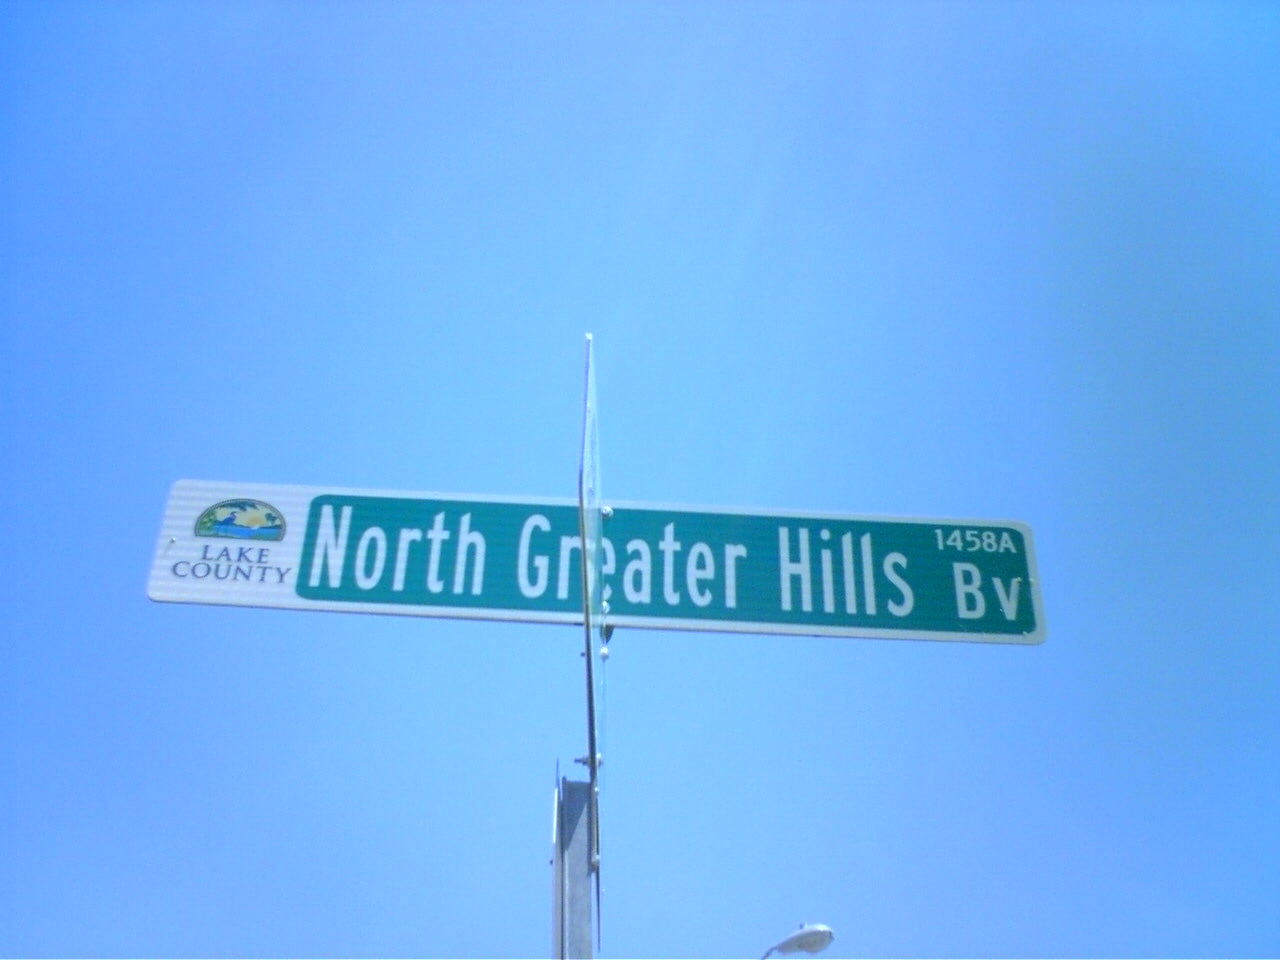 LAKE
COUNTY
North Greater Hills Bv
1458A